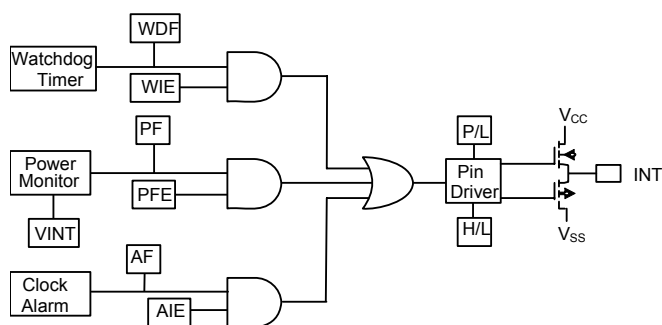 WDF
Watchdog
Timer
WIE
PF
Power
Monitor
PFE
VINT
AF
Clock
Alarm
AIE
P/L
Pin
Driver
H/L
VCC
INT
VSS